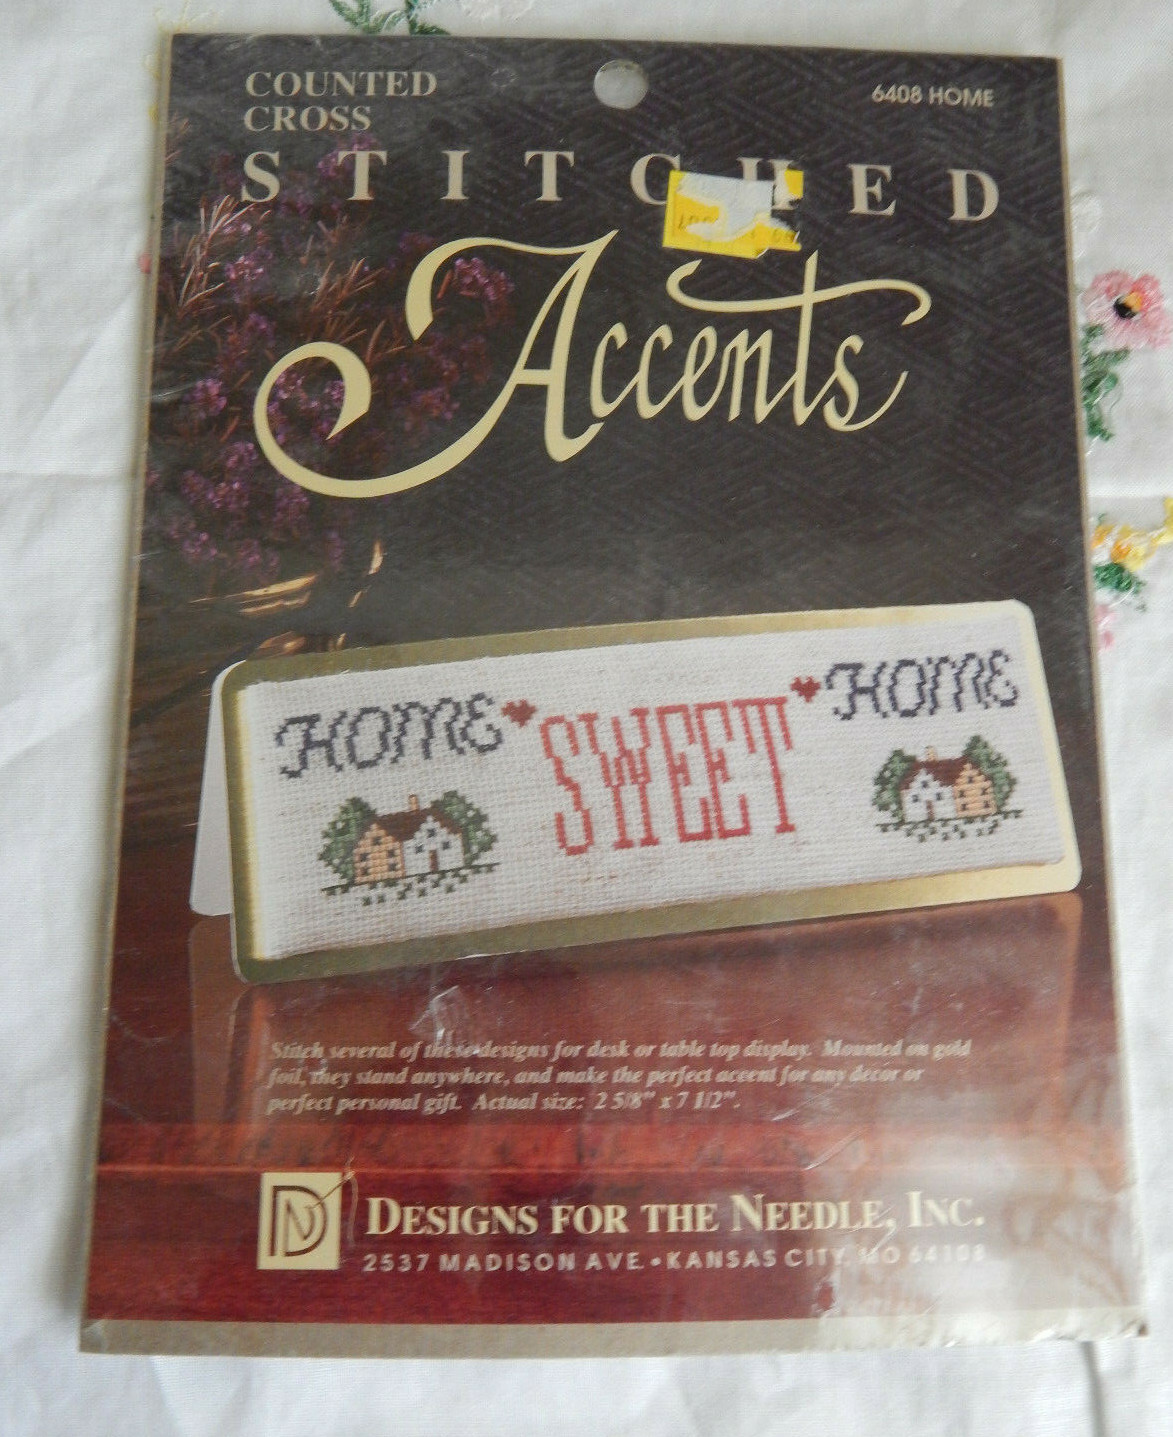 COUNTED
CROSS
6408 HOME
STITCHED
Accents
HOME SWEET HOME
Stitch several of these designs for desk or table top display. Mounted on gold
foil, they stand anywhere, and make the perfect accent for any decor or
perfect personal gift. Actual size: 2 5/8" x 7 1/2".
DESIGNS FOR THE NEEDLE, INC.
2537 MADISON AVE. • KANSAS CITY, MO 64108